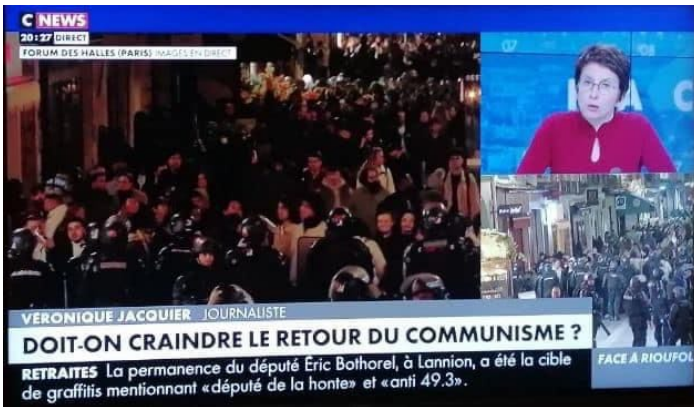 C NEWS
20:27 DIRECT
FORUM DES HALLES (PARIS) IMAGES EN DIRECT
VÉRONIQUE JACQUIER JOURNALISTE
DOIT-ON CRAINDRE LE RETOUR DU COMMUNISME ?
RETRAITES La permanence du député Éric Bothorel, à Lannion, a été la cible
de graffitis mentionnant «député de la honte» et «anti 49.3».
FACE À RIOUFOL